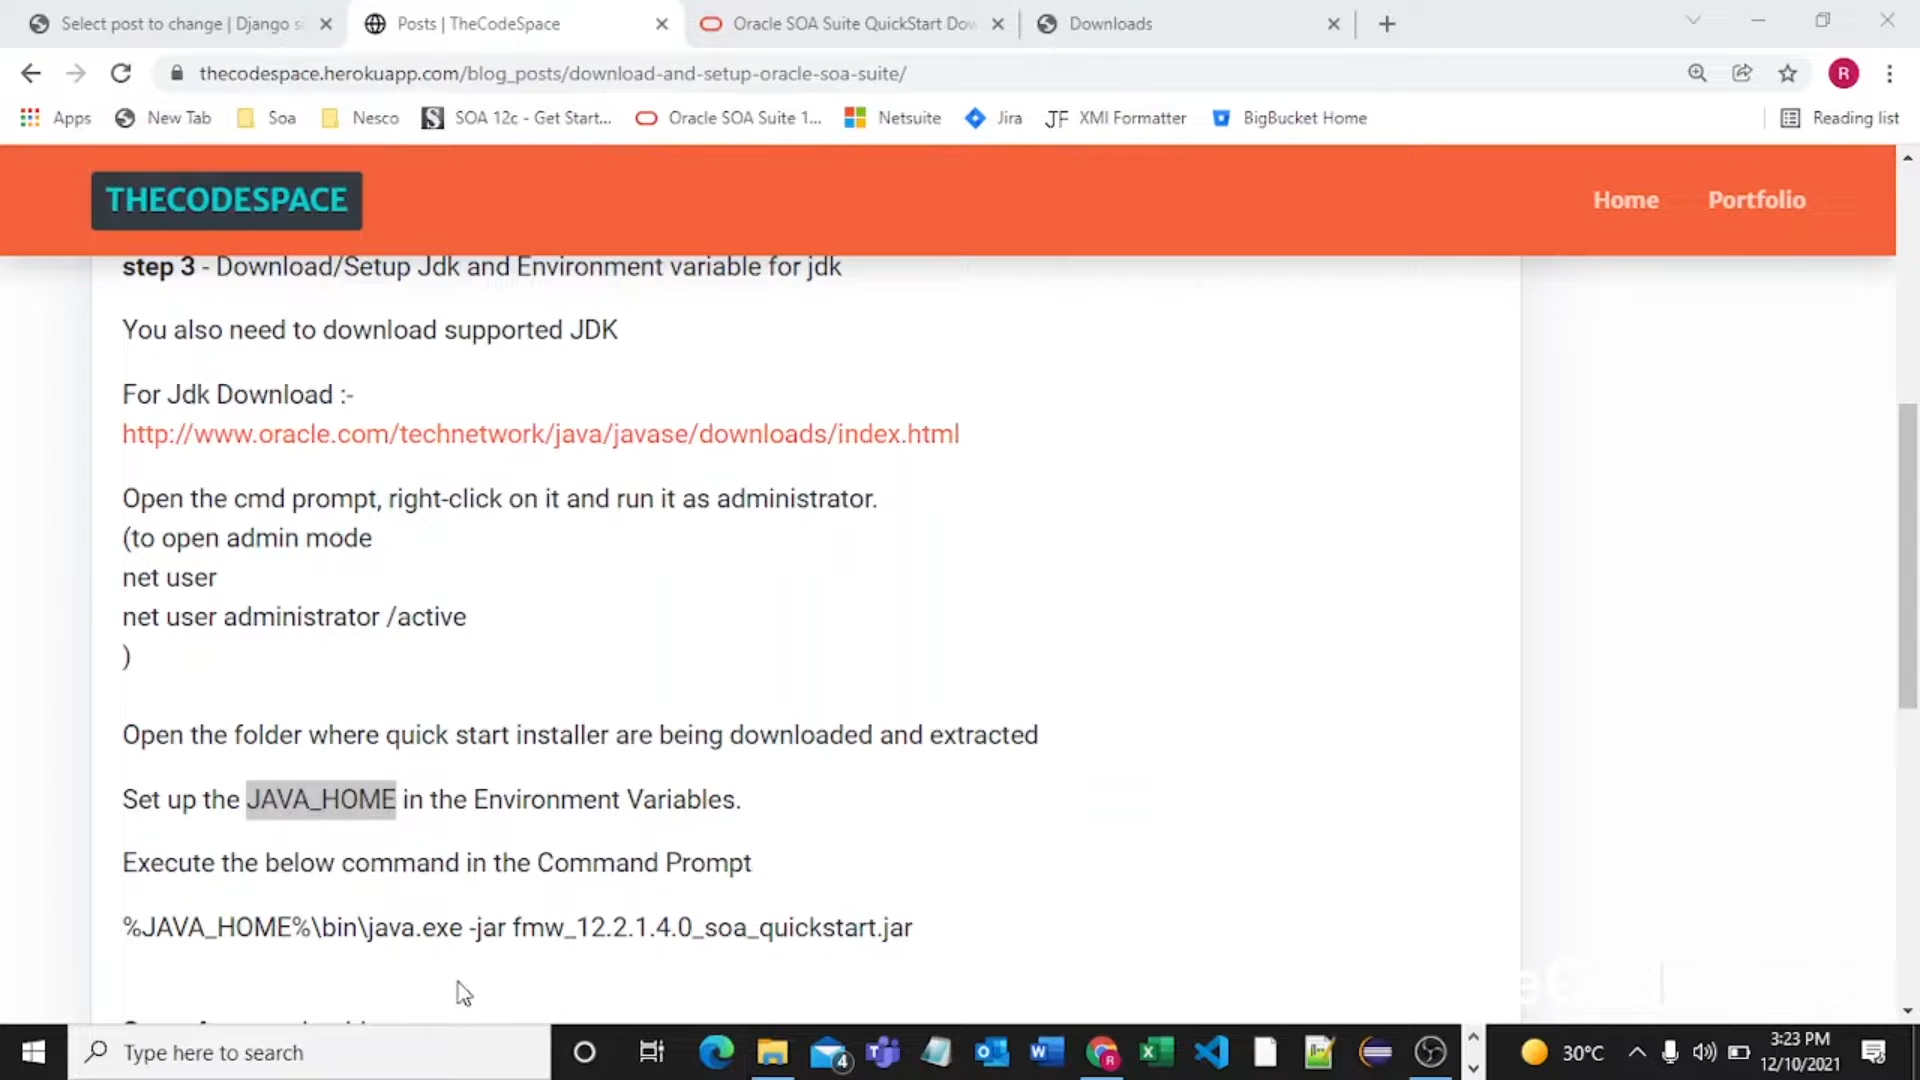 Select post to change | Django si
Posts | TheCodeSpace
Oracle SOA Suite QuickStart Dow
Downloads
thecodespace.herokuapp.com/blog_posts/download-and-setup-oracle-soa-suite/
R
Apps
New Tab
Soa
Nesco
SOA 12c - Get Start...
Oracle SOA Suite 1...
Netsuite
Jira
JF XMl Formatter
BigBucket Home
Reading list
THECODESPACE
Home
Portfolio
step 3 - Download/Setup Jdk and Environment variable for jdk
You also need to download supported JDK
For Jdk Download :-
http://www.oracle.com/technetwork/java/javase/downloads/index.html
Open the cmd prompt, right-click on it and run it as administrator.
(to open admin mode
net user
net user administrator /active
)
Open the folder where quick start installer are being downloaded and extracted
Set up the JAVA_HOME in the Environment Variables.
Execute the below command in the Command Prompt
%JAVA_HOME%\bin\java.exe -jar fmw_12.2.1.4.0_soa_quickstart.jar
Type here to search
4
30°C
3:23 PM
12/10/2021